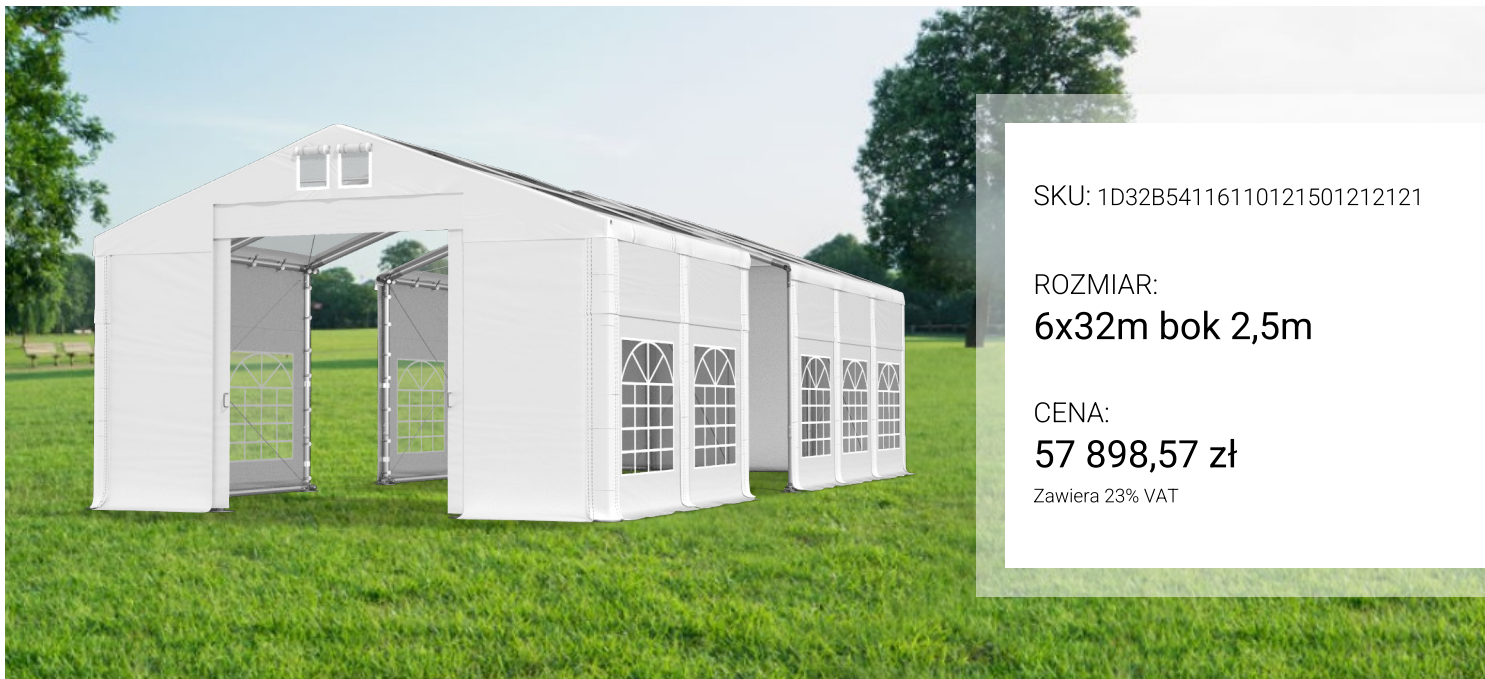 SKU: 1D32B54116110121501212121
ROZMIAR:
6x32m bok 2,5m
CENA:
57 898,57 zł
Zawiera 23% VAT